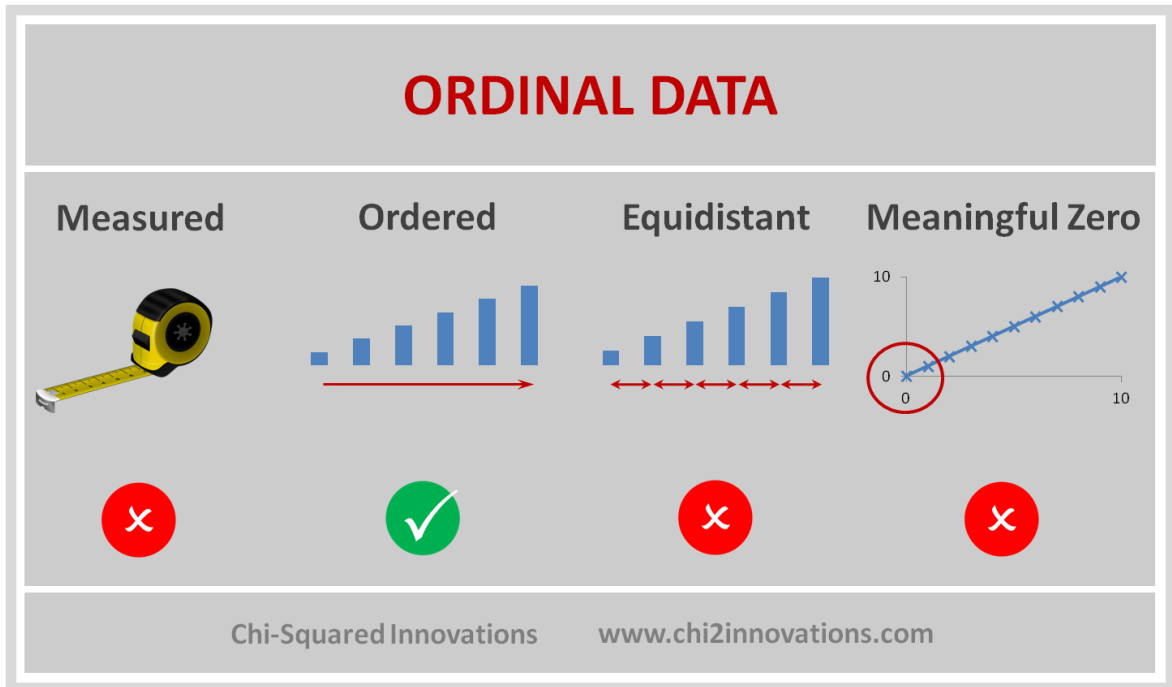 ORDINAL DATA
Measured
Ordered
Equidistant
Meaningful Zero
10
0
0
10
Chi-Squared Innovations www.chi2innovations.com